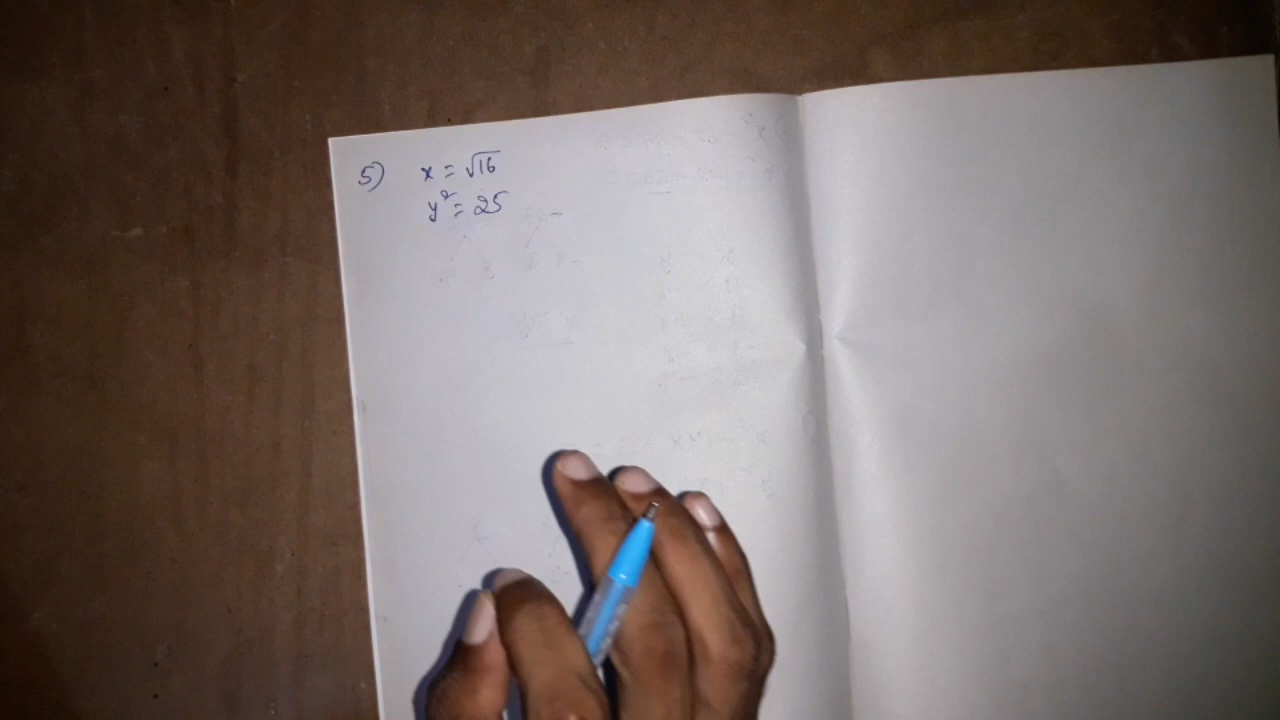 5) x = √16
y² = 25